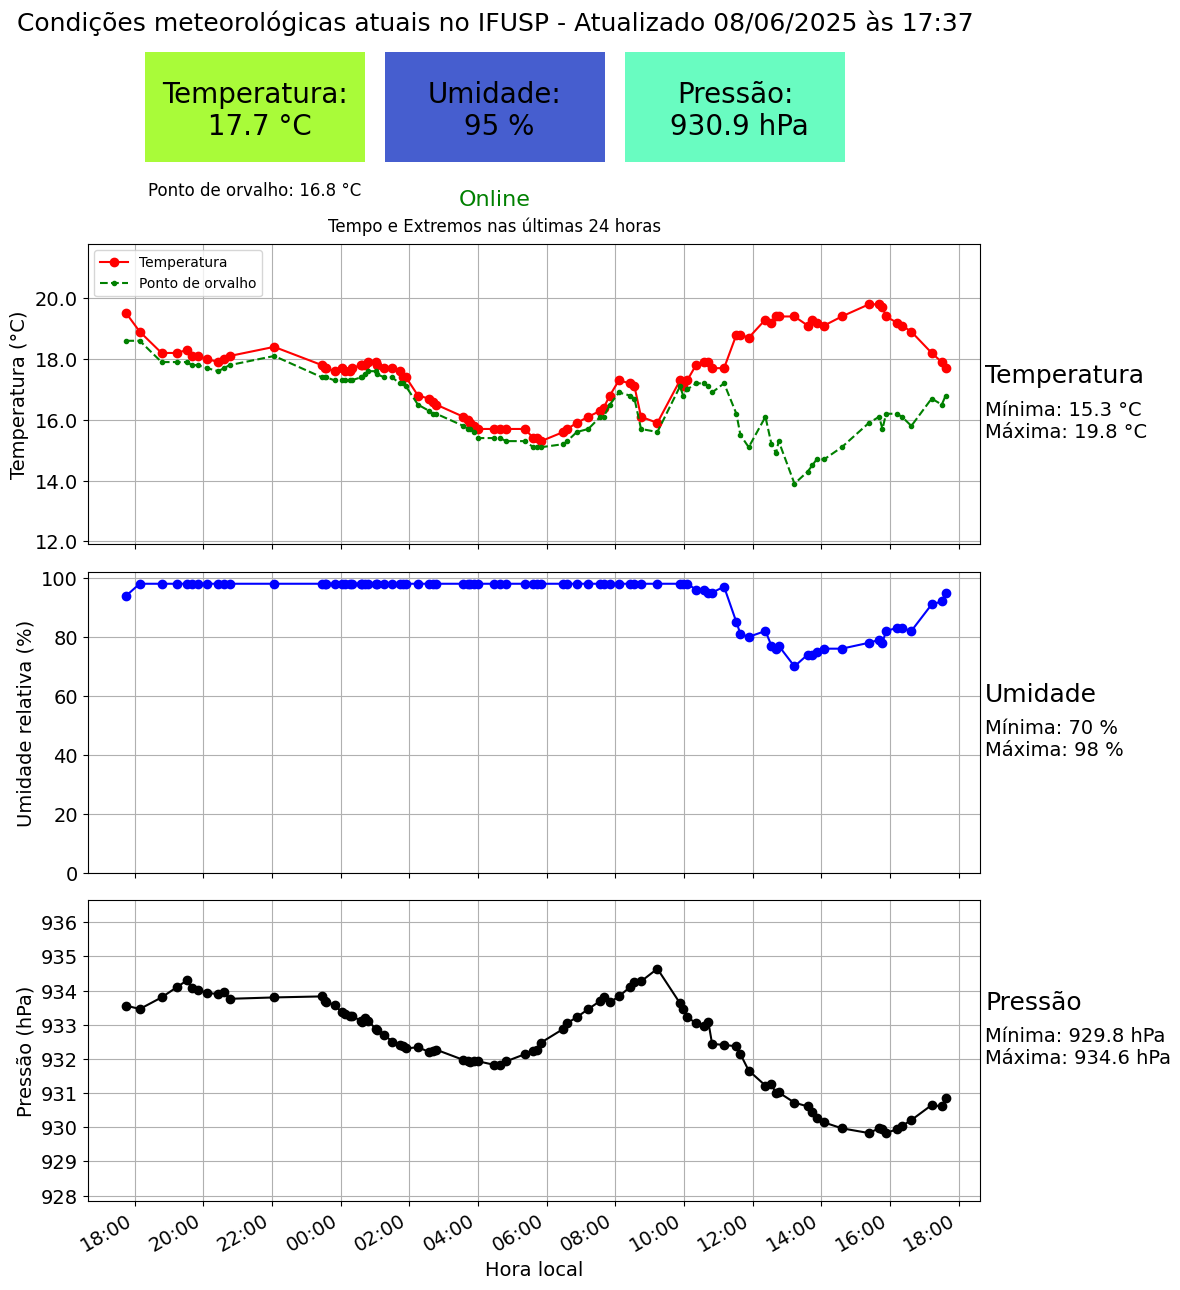 Condições meteorológicas atuais no IFUSP - Atualizado 08/06/2025 às 17:37
Temperatura:
17.7 °C
Umidade:
95 %
Pressão:
930.9 hPa
Ponto de orvalho: 16.8 °C
Online
Tempo e Extremos nas últimas 24 horas
Temperatura
Ponto de orvalho
Temperatura (°C)
20.0
18.0
16.0
14.0
12.0
Temperatura
Mínima: 15.3 °C
Máxima: 19.8 °C
Umidade relativa (%)
100
80
60
40
20
0
Umidade
Mínima: 70 %
Máxima: 98 %
Pressão (hPa)
936
935
934
933
932
931
930
929
928
Pressão
Mínima: 929.8 hPa
Máxima: 934.6 hPa
18:00 20:00 22:00 00:00 02:00 04:00 06:00 08:00 10:00 12:00 14:00 16:00 18:00
Hora local